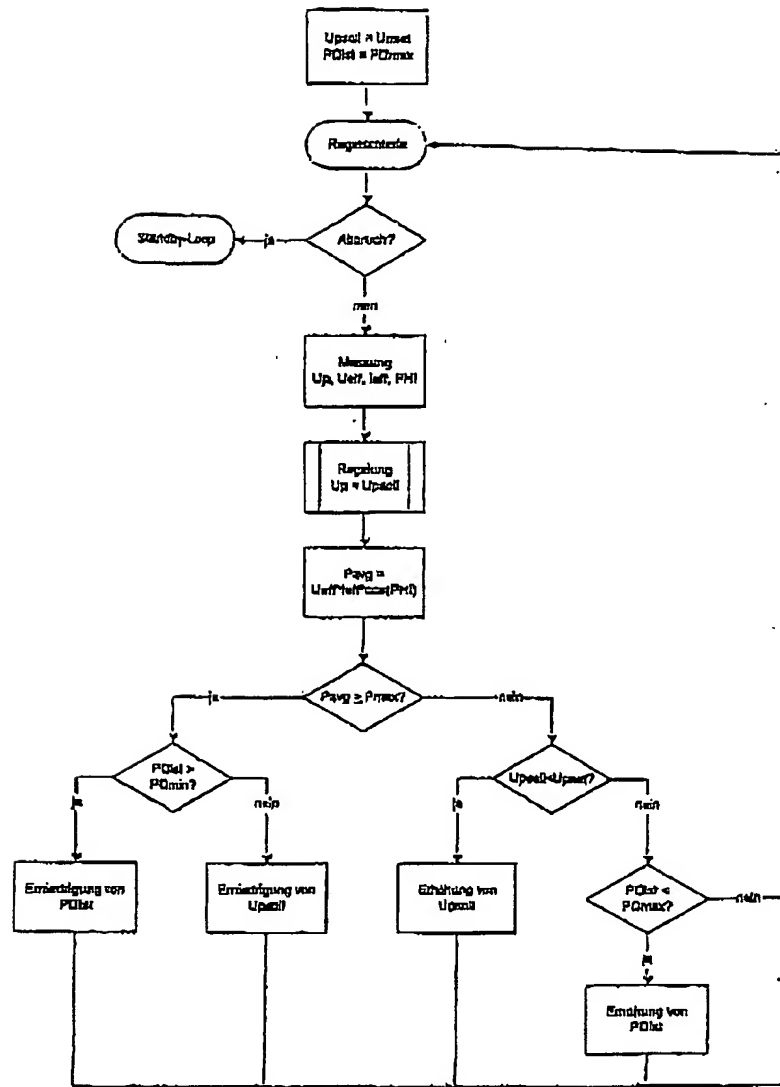 Upsoll = Upset
PDist = PDmax
Regelschleife
Standby-Loop
ja
Abbruch?
nein
Messung
Up, Ueff, Ieff, PHI
Regelung
Up = Upsoll
Pavg =
Ueff*Ieff*cos(PHI)
ja
Pavg ≥ Pmax?
nein
PDist >
PDmin?
Upsoll<Upset?
ja
nein
ja
nein
Erniedrigung von
PDist
Erniedrigung von
Upsoll
Erhöhung von
Upsoll
PDist <
PDmax?
nein
ja
Erhöhung von
PDist